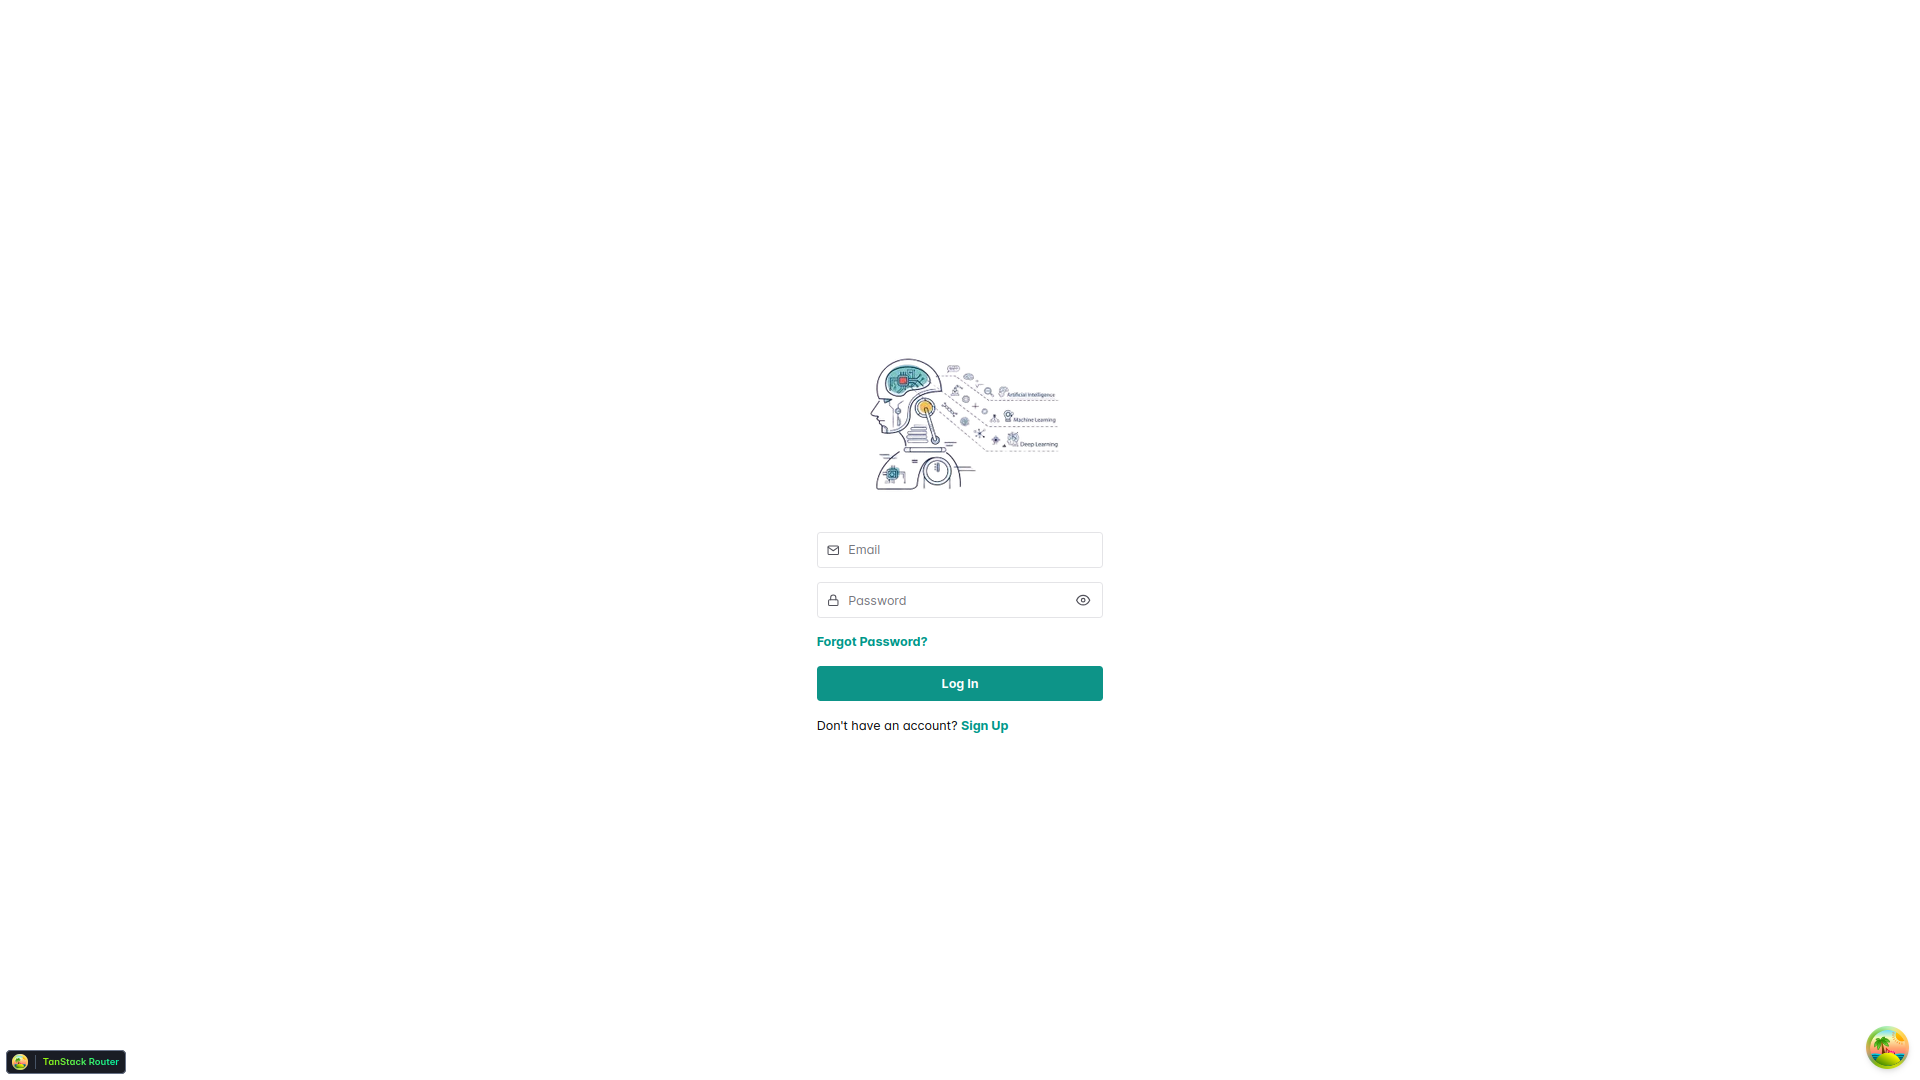 Artificial Intelligence
Machine Learning
Deep Learning
Email
Password
Forgot Password?
Log In
Don't have an account? Sign Up
TanStack Router